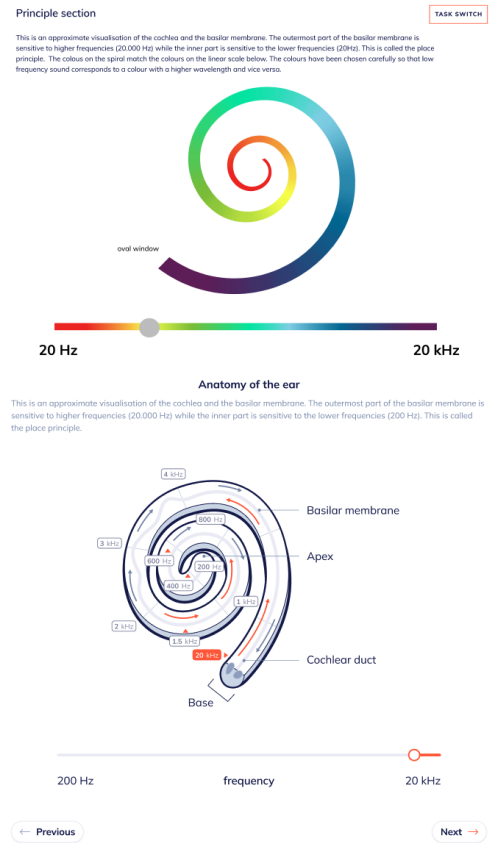 Principle section
TASK SWITCH
This is an approximate visualisation of the cochlea and the basilar membrane. The outermost part of the basilar membrane is
sensitive to higher frequencies (20.000 Hz) while the inner part is sensitive to the lower frequencies (20Hz). This is called the place
principle. The colous on the spiral match the colours on the linear scale below. The colours have been chosen carefully so that low
frequency sound corresponds to a colour with a higher wavelength and vice versa.
oval window
20 Hz
20 kHz
Anatomy of the ear
This is an approximate visualisation of the cochlea and the basilar membrane. The outermost part of the basilar membrane is
sensitive to higher frequencies (20.000 Hz) while the inner part is sensitive to the lower frequencies (200 Hz). This is called
the place principle.
4 kHz
Basilar membrane
800 Hz
3 kHz
Apex
600 Hz
200 Hz
400 Hz
1 kHz
2 kHz
1.5 kHz
20 kHz
Cochlear duct
Base
200 Hz
frequency
20 kHz
← Previous
Next →